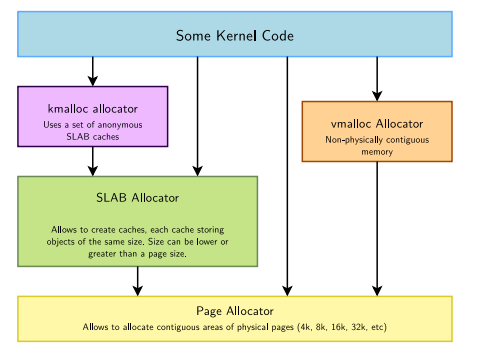 Some Kernel Code
kmalloc allocator
Uses a set of anonymous
SLAB caches
vmalloc Allocator
Non-physically contiguous
memory
SLAB Allocator
Allows to create caches, each cache storing
objects of the same size. Size can be lower or
greater than a page size.
Page Allocator
Allows to allocate contiguous areas of physical pages (4k, 8k, 16k, 32k, etc)